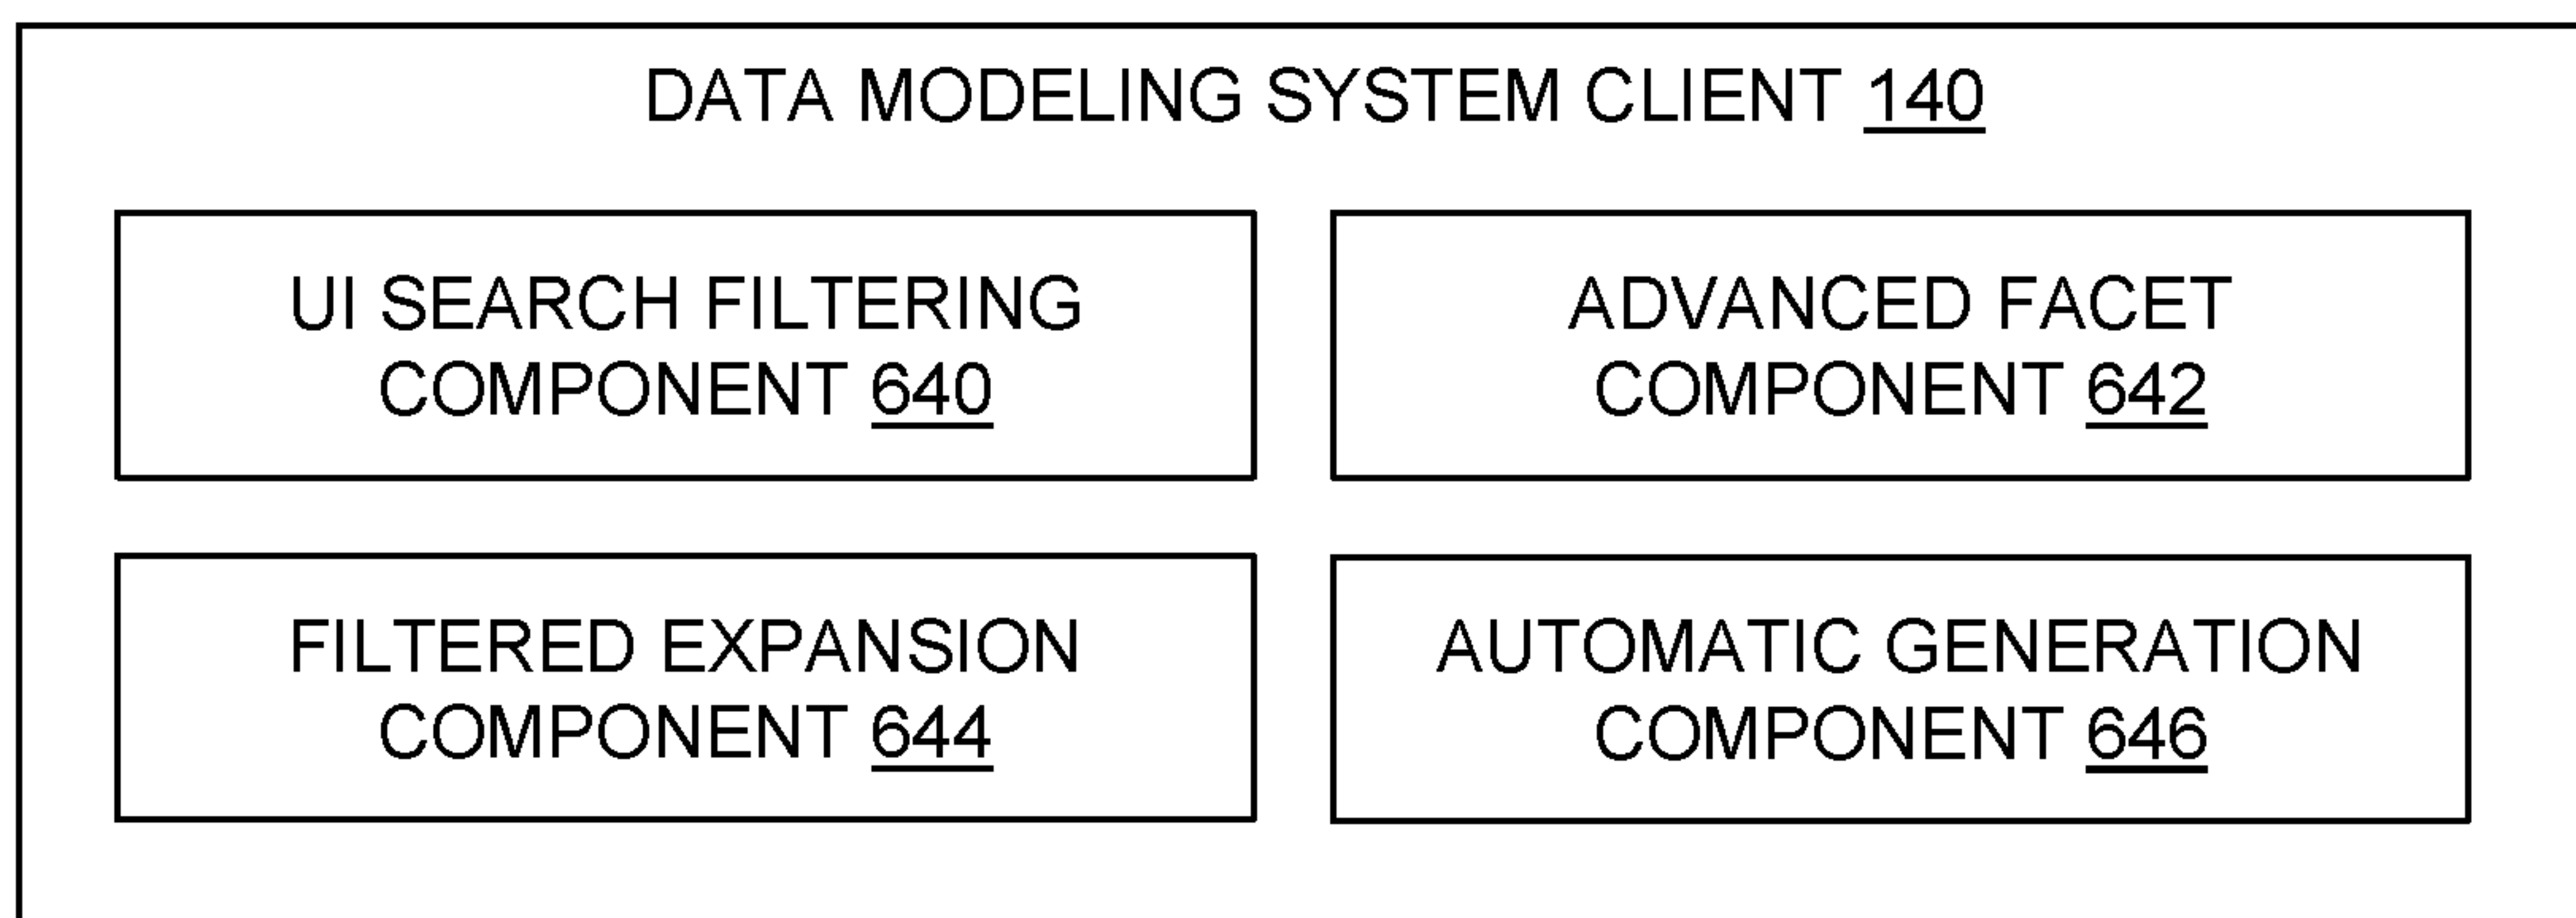 DATA MODELING SYSTEM CLIENT 140
UI SEARCH FILTERING
COMPONENT 640
ADVANCED FACET
COMPONENT 642
FILTERED EXPANSION
COMPONENT 644
AUTOMATIC GENERATION
COMPONENT 646